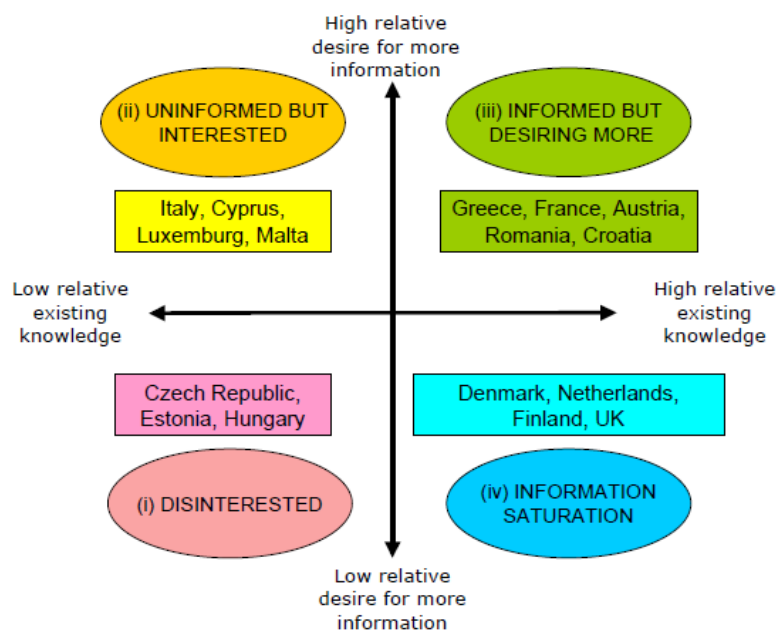 High relative
desire for more
information
(ii) UNINFORMED BUT
INTERESTED
(iii) INFORMED BUT
DESIRING MORE
Italy, Cyprus,
Luxemburg, Malta
Greece, France, Austria,
Romania, Croatia
Low relative
existing
knowledge
High relative
existing
knowledge
Czech Republic,
Estonia, Hungary
Denmark, Netherlands,
Finland, UK
(i) DISINTERESTED
(iv) INFORMATION
SATURATION
Low relative
desire for more
information